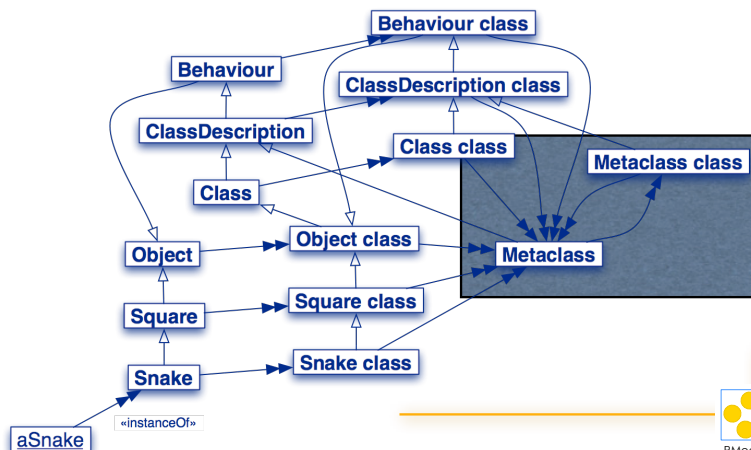 Behaviour class
Behaviour
ClassDescription class
ClassDescription
Class class
Metaclass class
Class
Object class
Object
Metaclass
Square class
Square
Snake class
Snake
«instanceOf»
aSnake